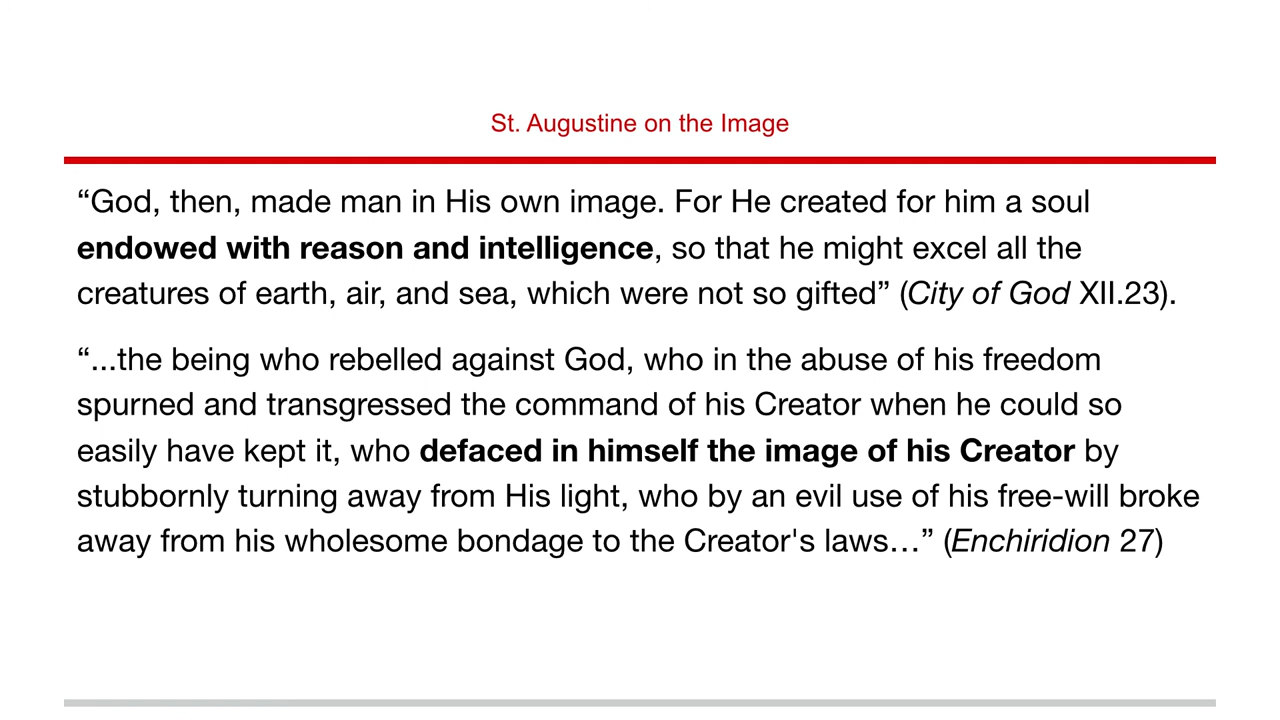 St. Augustine on the Image
“God, then, made man in His own image. For He created for him a soul
endowed with reason and intelligence, so that he might excel all the
creatures of earth, air, and sea, which were not so gifted” (City of God XII.23).
“...the being who rebelled against God, who in the abuse of his freedom
spurned and transgressed the command of his Creator when he could so
easily have kept it, who defaced in himself the image of his Creator by
stubbornly turning away from His light, who by an evil use of his free-will broke
away from his wholesome bondage to the Creator's laws…” (Enchiridion 27)